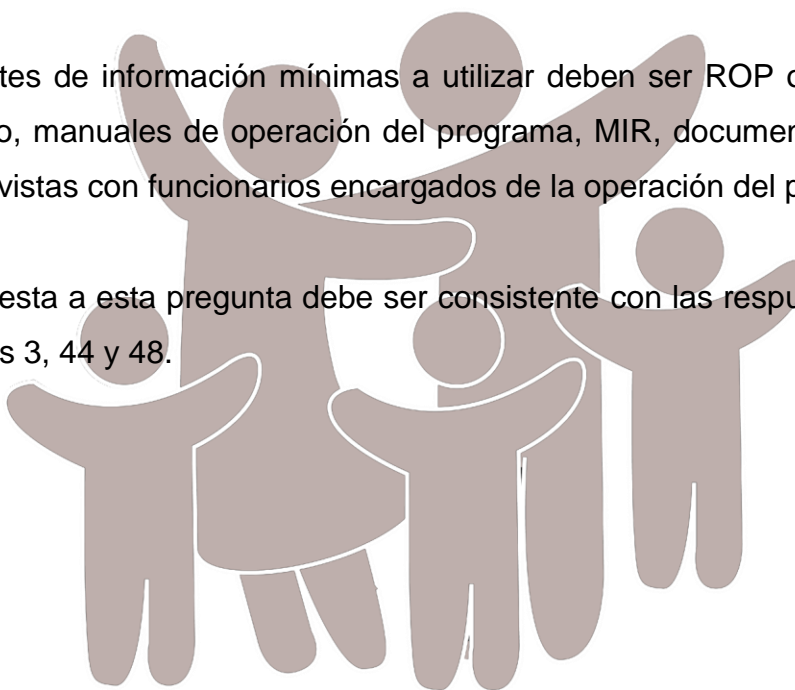 tes de información mínimas a utilizar deben ser ROP
o, manuales de operación del programa, MIR, documen
vistas con funcionarios encargados de la operación del p
esta a esta pregunta debe ser consistente con las respu
s 3, 44 y 48.